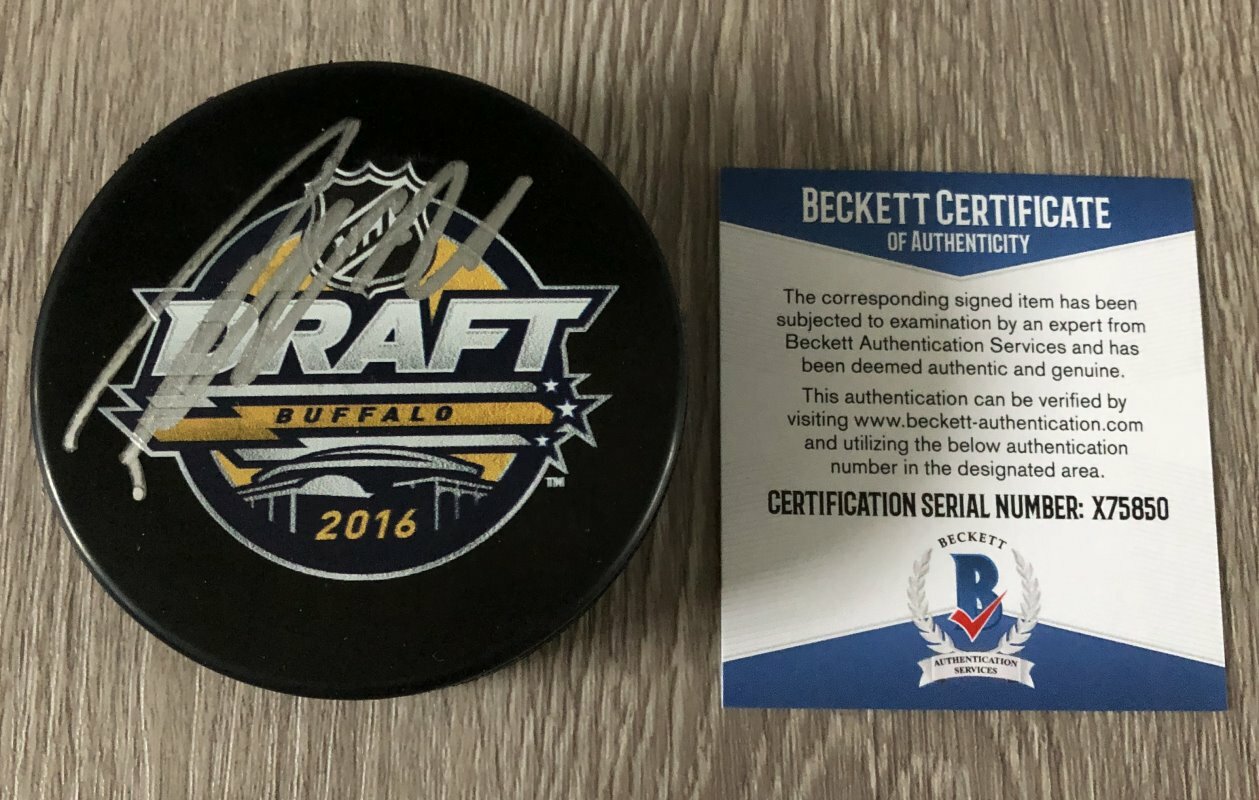 NHL
DRAFT
BUFFALO
2016
TM
BECKETT CERTIFICATE
OF AUTHENTICITY
The corresponding signed item has been
subjected to examination by an expert from
Beckett Authentication Services and has
been deemed authentic and genuine.
This authentication can be verified by
visiting www.beckett-authentication.com
and utilizing the below authentication
number in the designated area.
CERTIFICATION SERIAL NUMBER: X75850
BECKETT
B
AUTHENTICATION
SERVICES